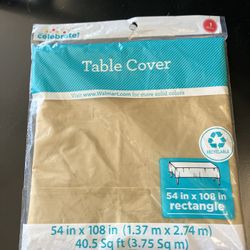 celebrate!
1
Table Cover
Visit www.Walmart.com for more solid colors
RECYCLABLE
54 in x 108 in
rectangle
54 in x 108 in (1.37 m x 2.74 m)
40.5 Sq ft (3.75 Sq m)